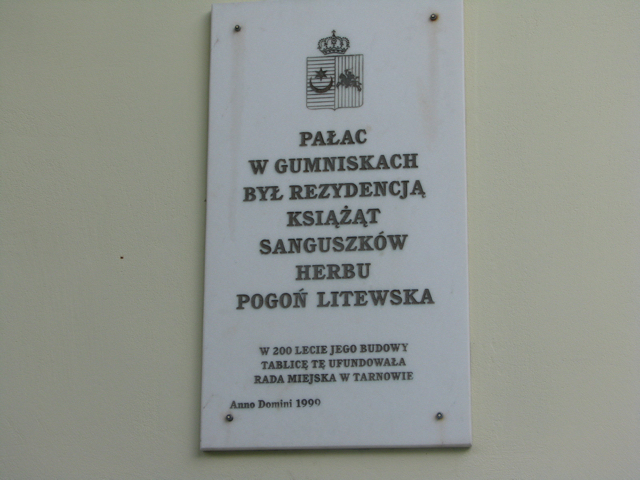 PAŁAC
W GUMNISKACH
BYŁ REZYDENCJĄ
KSIĄŻĄT
SANGUSZKÓW
HERBU
POGOŃ LITEWSKA
W 200 LECIE JEGO BUDOWY
TABLICĘ TĘ UFUNDOWAŁA
RADA MIEJSKA W TARNOWIE
Anno Domini 1990